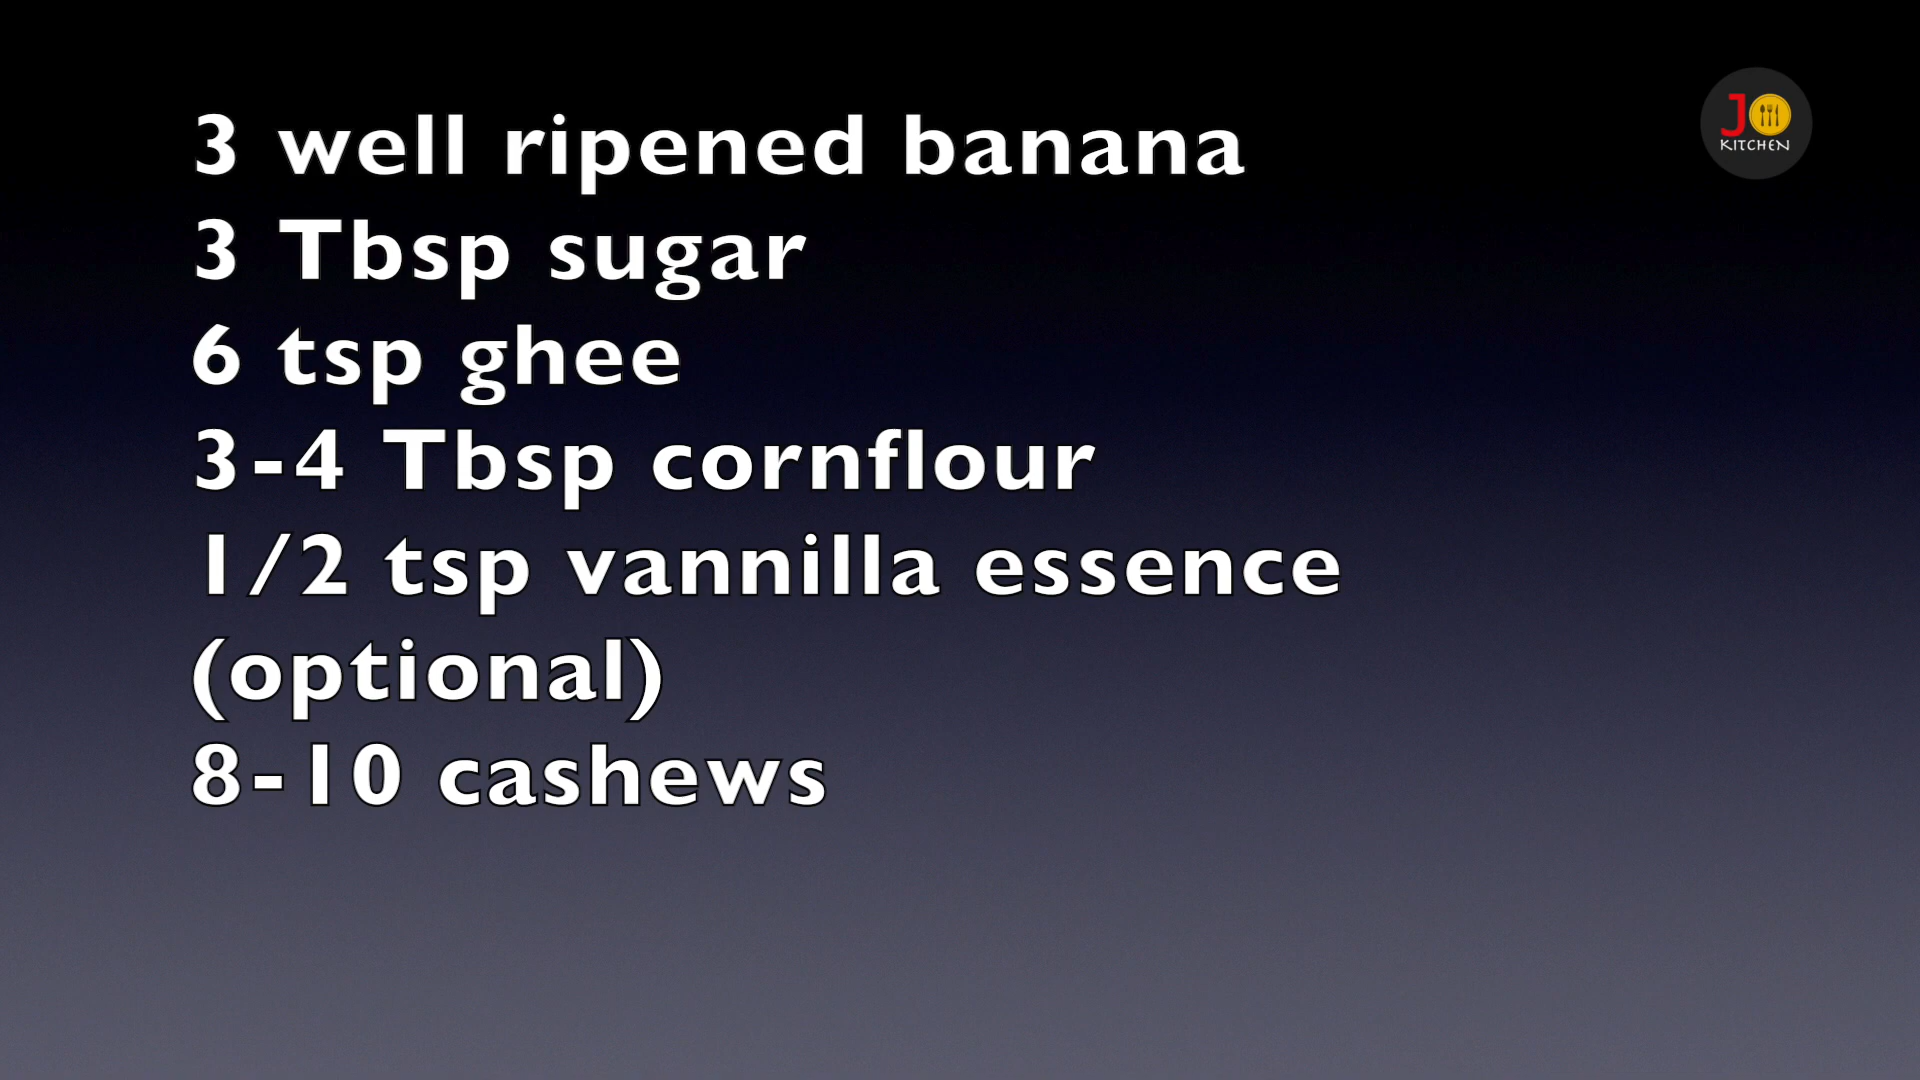 3 well ripened banana
3 Tbsp sugar
6 tsp ghee
3-4 Tbsp cornflour
1/2 tsp vannilla essence
(optional)
8-10 cashews
JO
KITCHEN